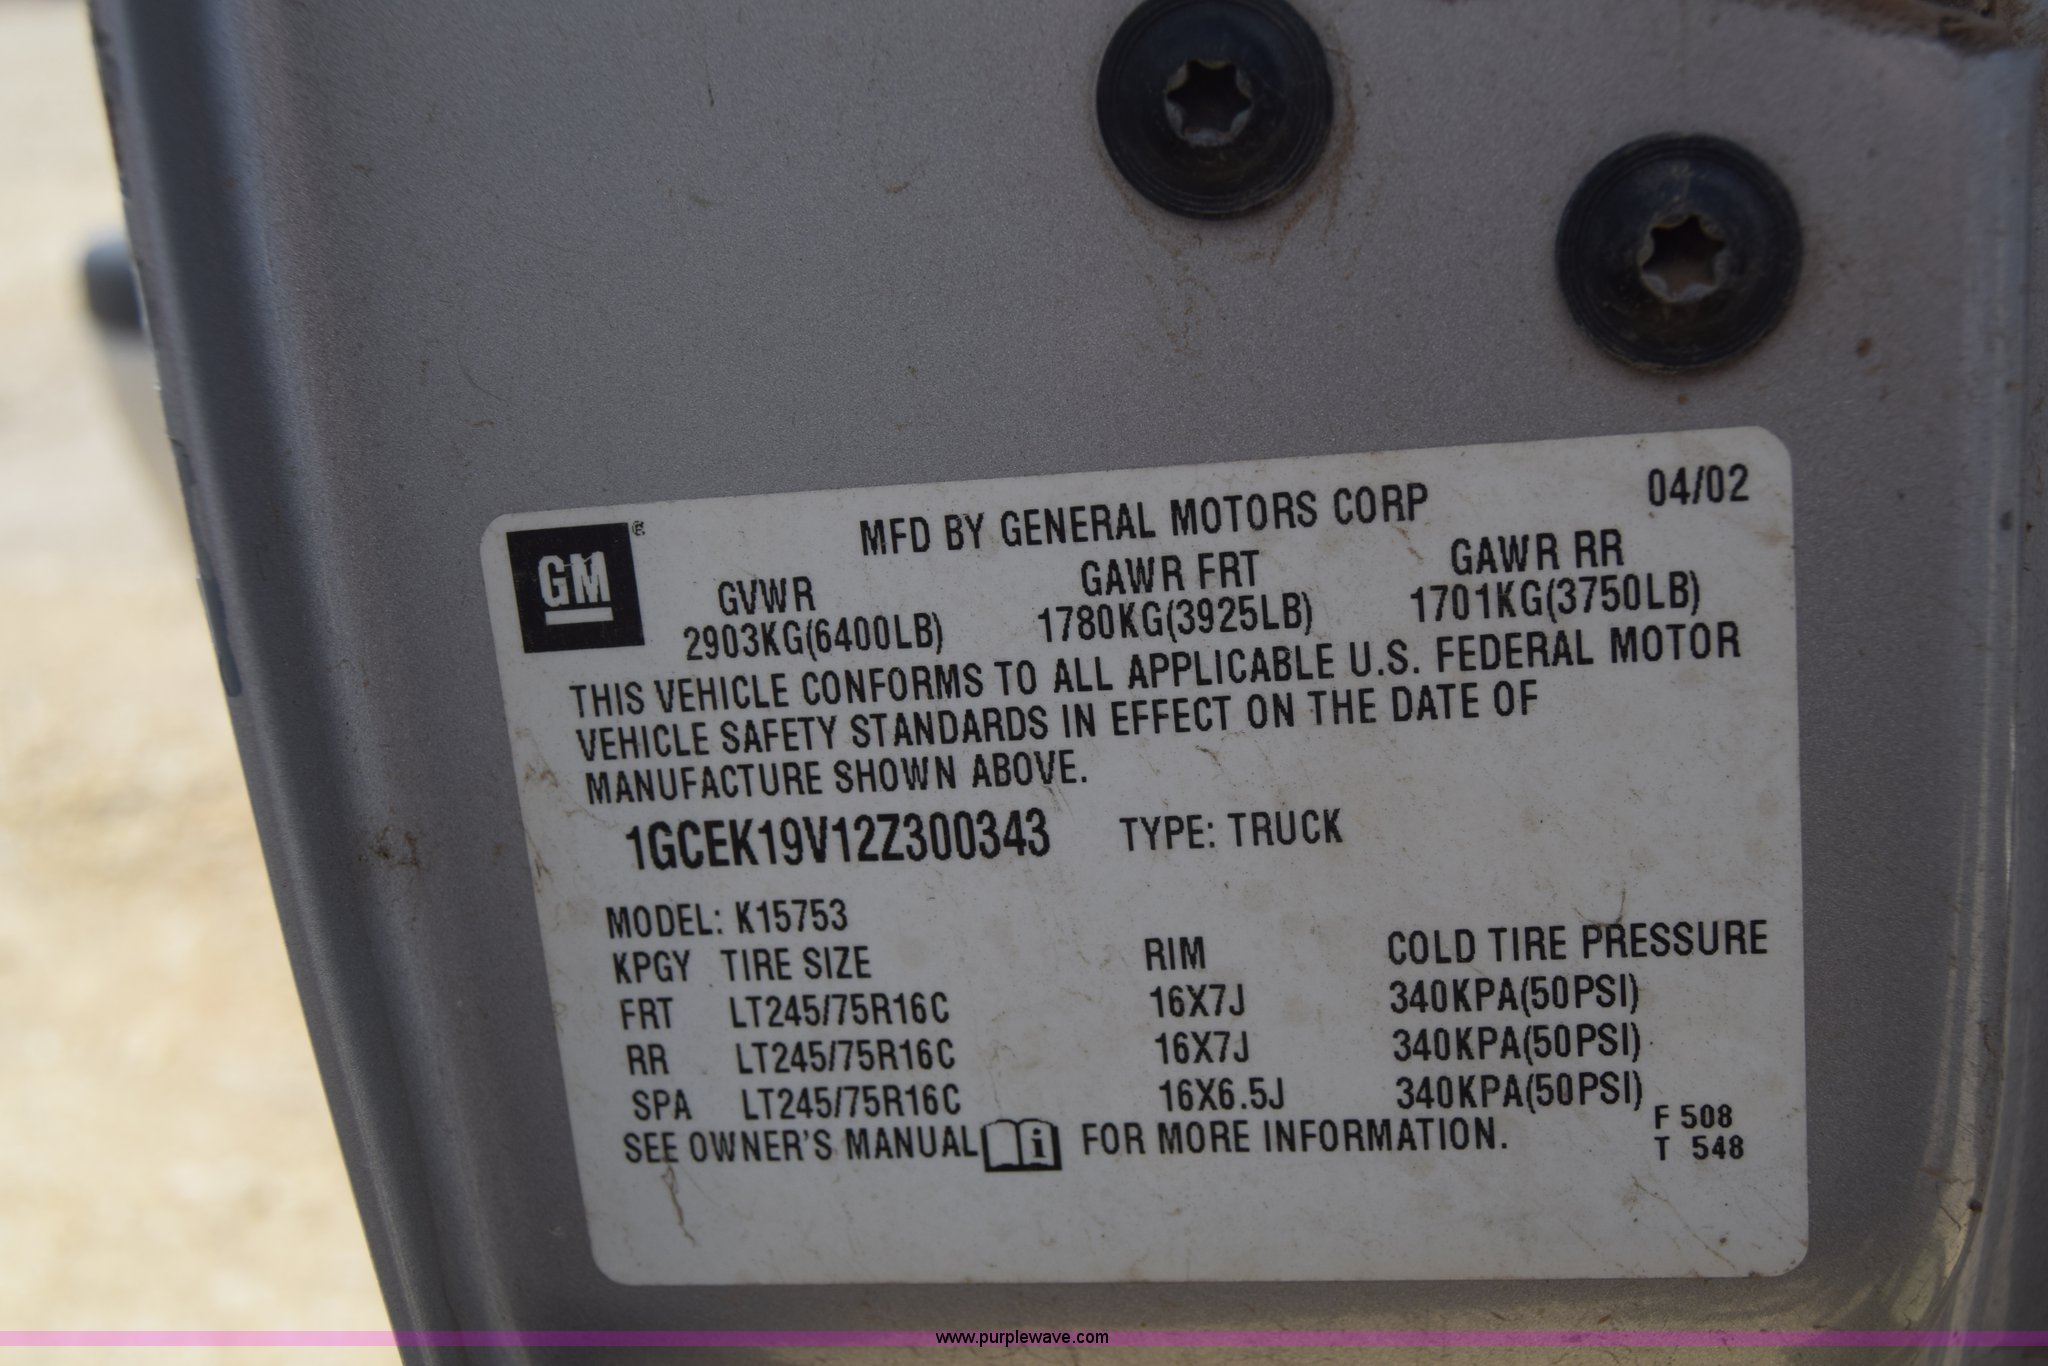 GM ®
MFD BY GENERAL MOTORS CORP 04/02
GVWR GAWR FRT GAWR RR
2903KG(6400LB) 1780KG(3925LB) 1701KG(3750LB)
THIS VEHICLE CONFORMS TO ALL APPLICABLE U.S. FEDERAL MOTOR
VEHICLE SAFETY STANDARDS IN EFFECT ON THE DATE OF
MANUFACTURE SHOWN ABOVE.
1GCEK19V12Z300343 TYPE: TRUCK
MODEL: K15753
KPGY TIRE SIZE RIM COLD TIRE PRESSURE
FRT LT245/75R16C 16X7J 340KPA(50PSI)
RR LT245/75R16C 16X7J 340KPA(50PSI)
SPA LT245/75R16C 16X6.5J 340KPA(50PSI)
SEE OWNER'S MANUAL i FOR MORE INFORMATION.
F 508
T 548
www.purplewave.com